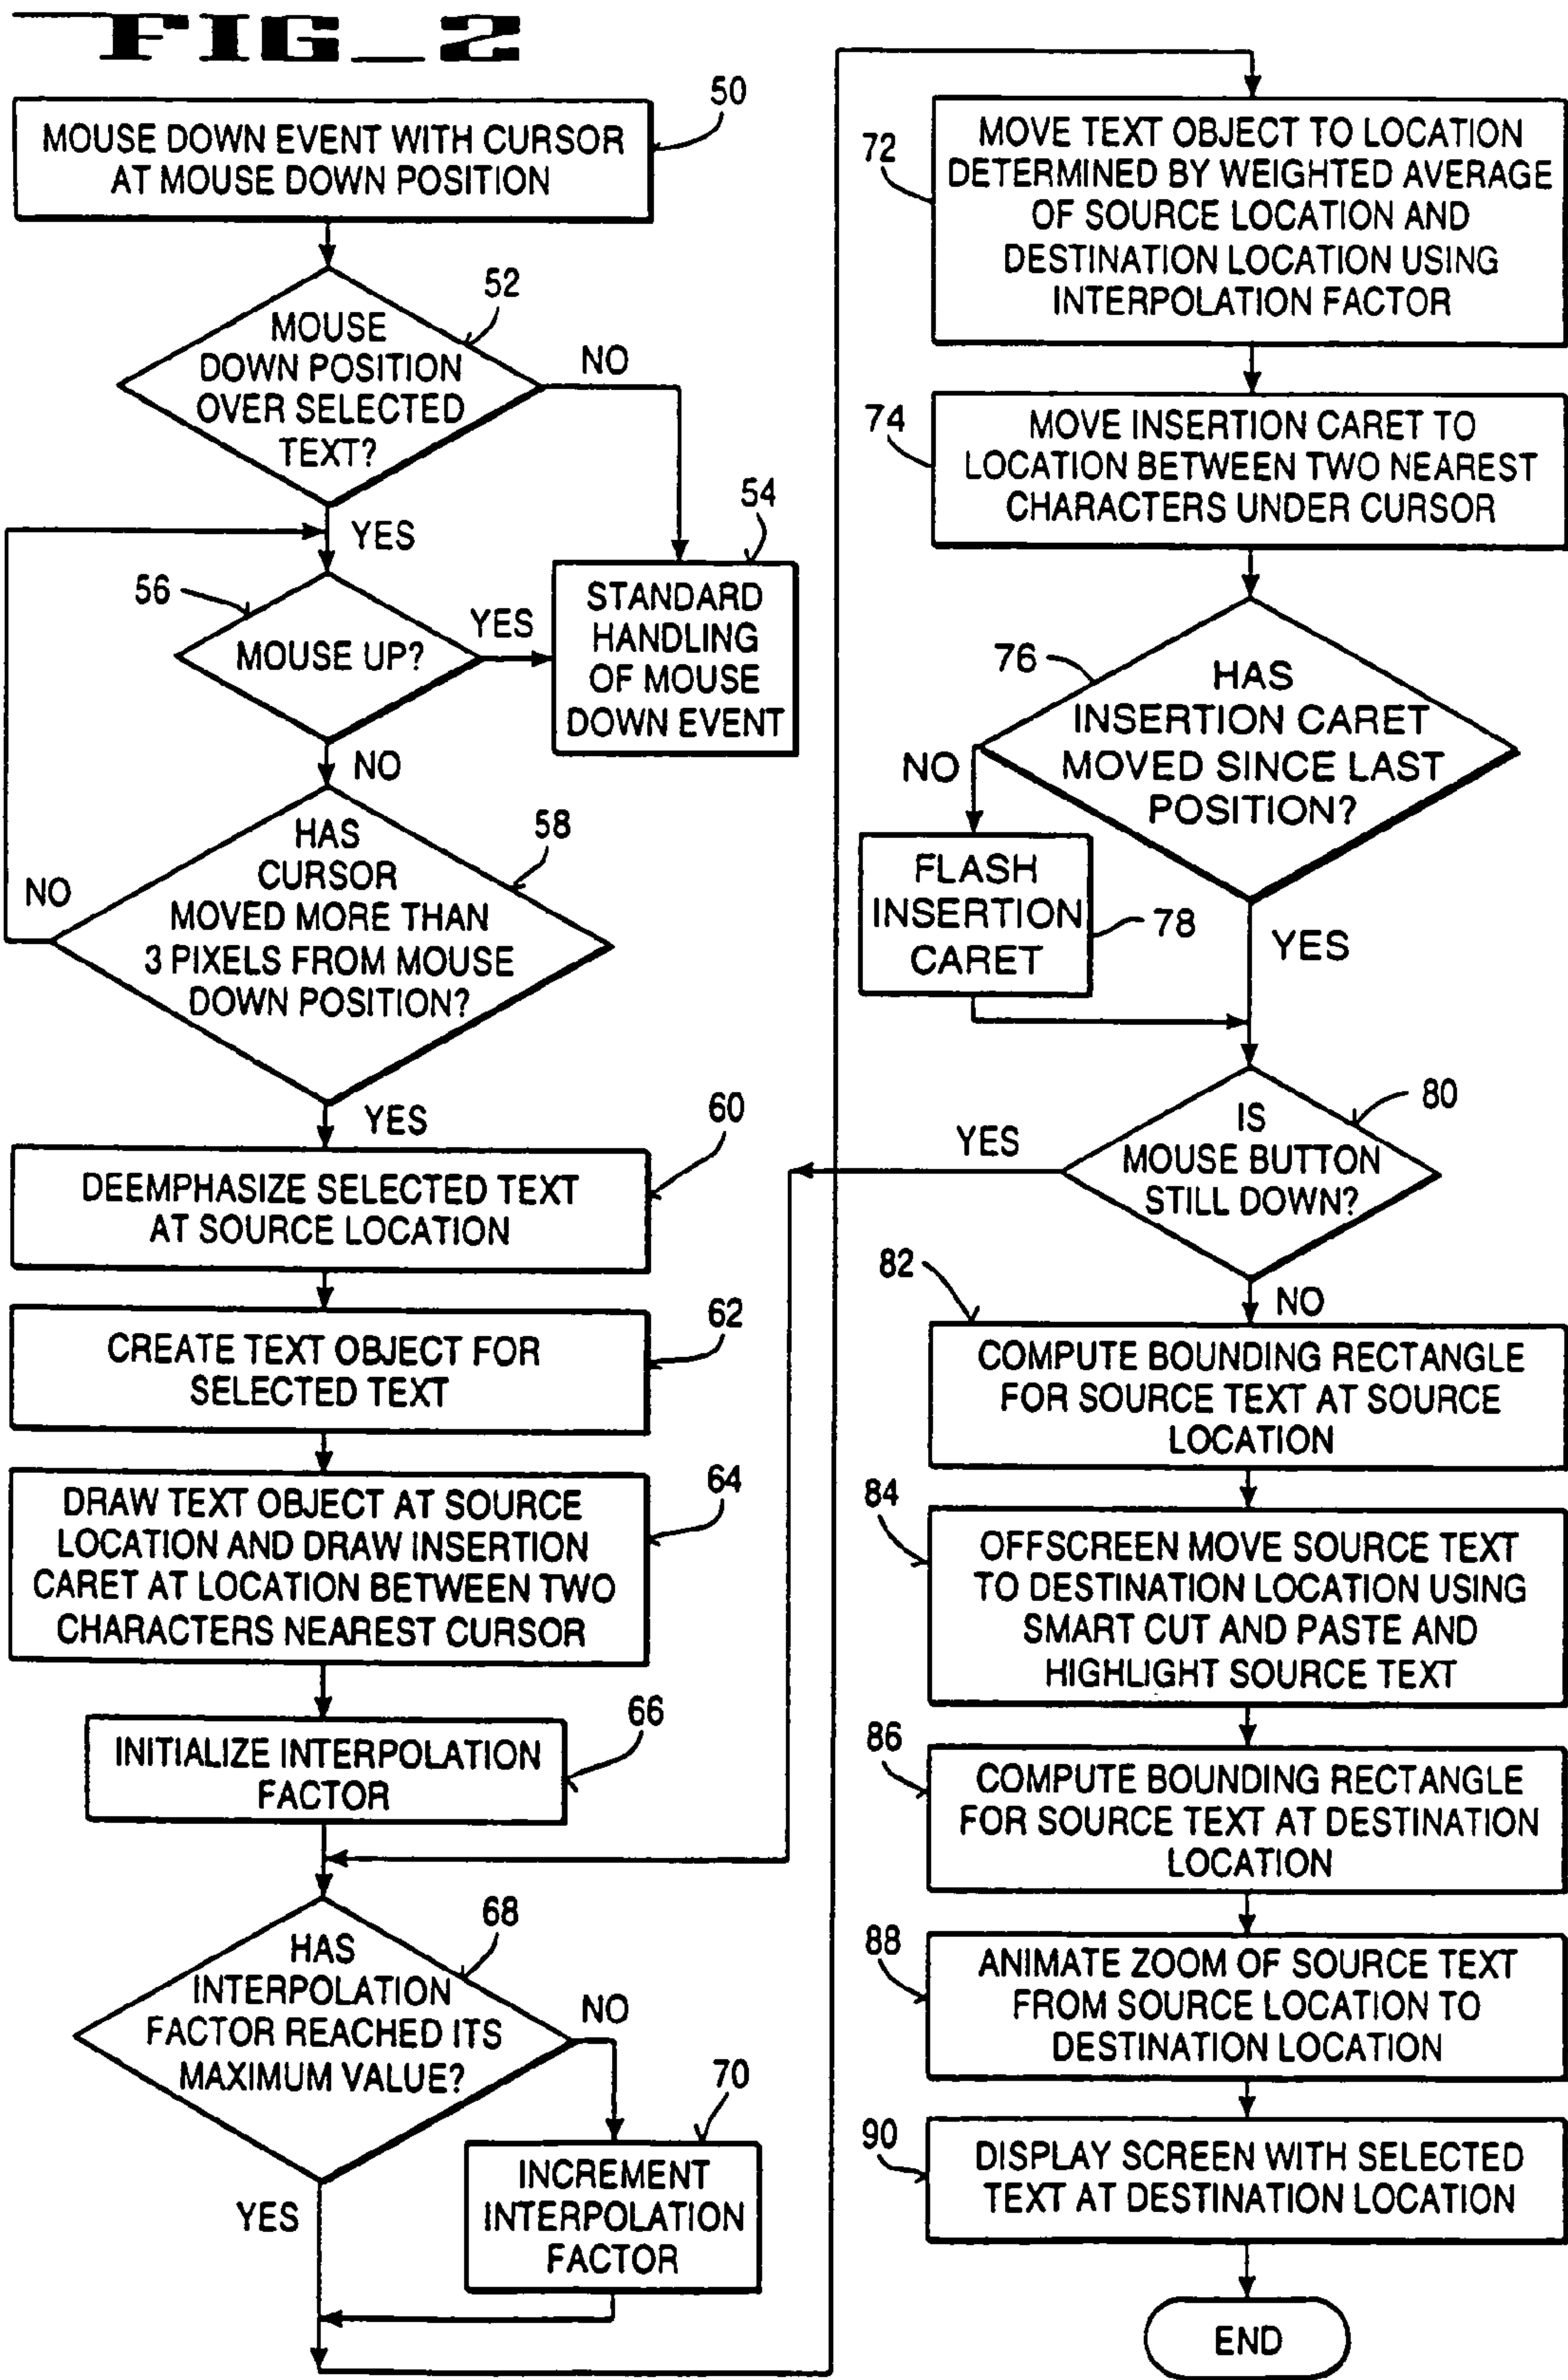 FIG_2
50
MOUSE DOWN EVENT WITH CURSOR
AT MOUSE DOWN POSITION
52
MOUSE
DOWN POSITION
OVER SELECTED
TEXT?
NO
YES
54
STANDARD
HANDLING
OF MOUSE
DOWN EVENT
56
MOUSE UP?
YES
NO
58
HAS
CURSOR
MOVED MORE THAN
3 PIXELS FROM MOUSE
DOWN POSITION?
NO
YES
60
DEEMPHASIZE SELECTED TEXT
AT SOURCE LOCATION
62
CREATE TEXT OBJECT FOR
SELECTED TEXT
64
DRAW TEXT OBJECT AT SOURCE
LOCATION AND DRAW INSERTION
CARET AT LOCATION BETWEEN TWO
CHARACTERS NEAREST CURSOR
66
INITIALIZE INTERPOLATION
FACTOR
68
HAS
INTERPOLATION
FACTOR REACHED ITS
MAXIMUM VALUE?
NO
YES
70
INCREMENT
INTERPOLATION
FACTOR
72
MOVE TEXT OBJECT TO LOCATION
DETERMINED BY WEIGHTED AVERAGE
OF SOURCE LOCATION AND
DESTINATION LOCATION USING
INTERPOLATION FACTOR
74
MOVE INSERTION CARET TO
LOCATION BETWEEN TWO NEAREST
CHARACTERS UNDER CURSOR
76
HAS
INSERTION CARET
MOVED SINCE LAST
POSITION?
NO
YES
FLASH
INSERTION
CARET
78
80
IS
MOUSE BUTTON
STILL DOWN?
YES
NO
82
COMPUTE BOUNDING RECTANGLE
FOR SOURCE TEXT AT SOURCE
LOCATION
84
OFFSCREEN MOVE SOURCE TEXT
TO DESTINATION LOCATION USING
SMART CUT AND PASTE AND
HIGHLIGHT SOURCE TEXT
86
COMPUTE BOUNDING RECTANGLE
FOR SOURCE TEXT AT DESTINATION
LOCATION
88
ANIMATE ZOOM OF SOURCE TEXT
FROM SOURCE LOCATION TO
DESTINATION LOCATION
90
DISPLAY SCREEN WITH SELECTED
TEXT AT DESTINATION LOCATION
END